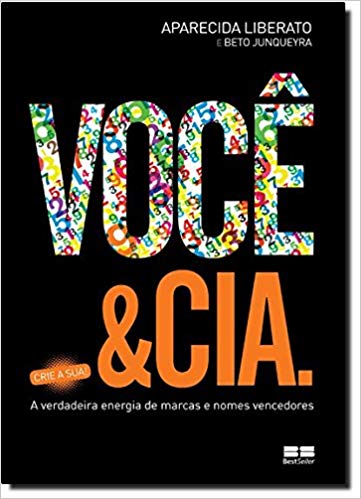 APARECIDA LIBERATO
E BETO JUNQUEYRA
VOCÊ
&CIA.
CRIE A SUA!
A verdadeira energia de marcas e nomes vencedores
BestSeller